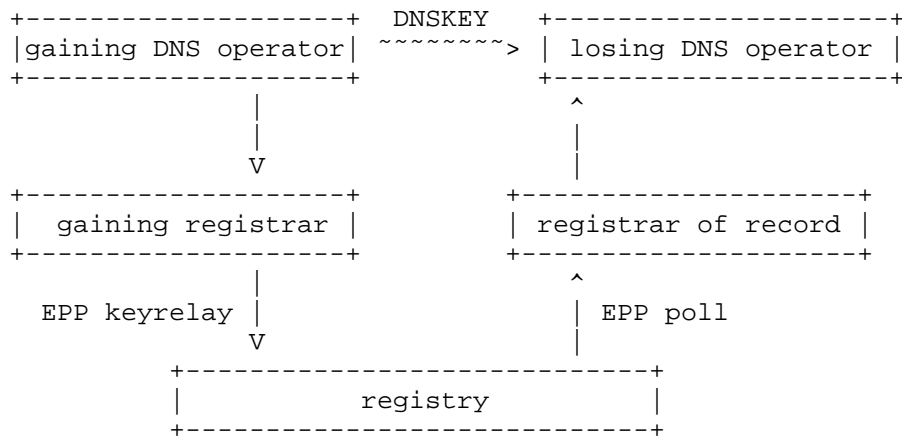 DNSKEY
gaining DNS operator ~~~~~~~~> losing DNS operator
V
gaining registrar registrar of record
EPP keyrelay EPP poll
V
registry